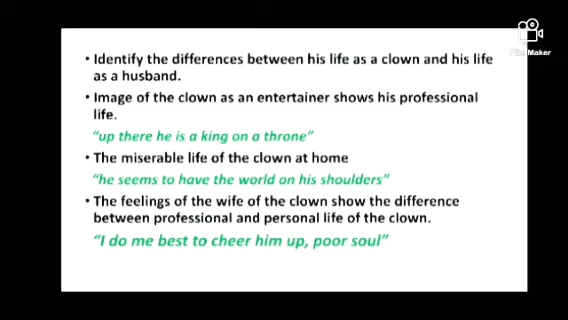 • Identify the differences between his life as a clown and his life
as a husband.
• Image of the clown as an entertainer shows his professional
life.
“up there he is a king on a throne”
• The miserable life of the clown at home
“he seems to have the world on his shoulders”
• The feelings of the wife of the clown show the difference
between professional and personal life of the clown.
“I do me best to cheer him up, poor soul”